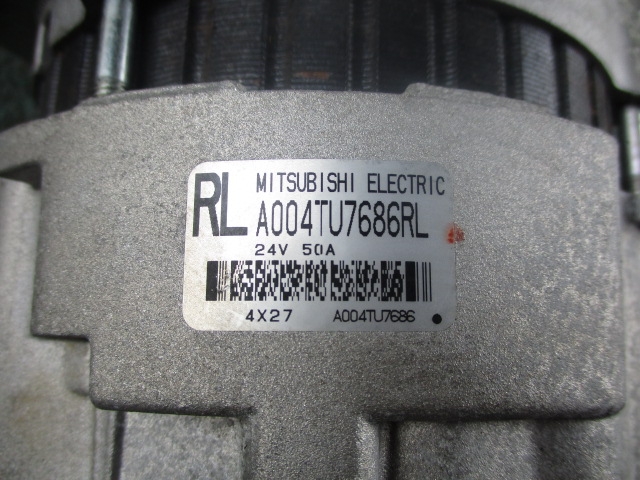 RL MITSUBISHI ELECTRIC
A004TU7686RL
24V 50A
4X27 A004TU7686